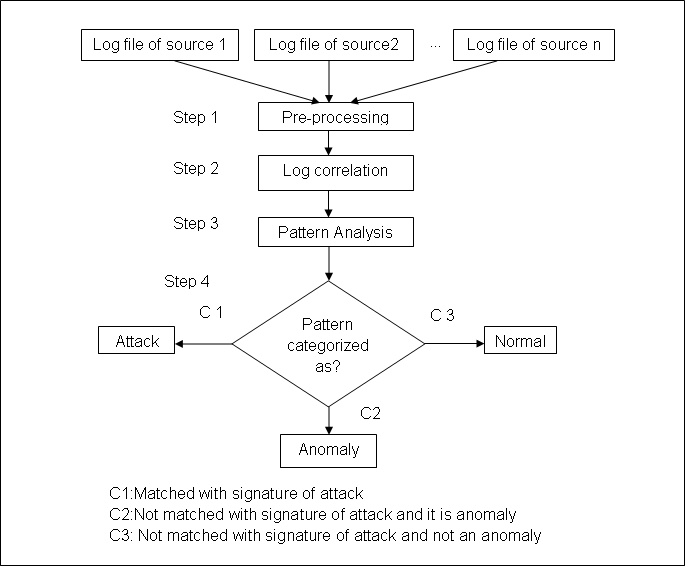 Log file of source 1
Log file of source2
...
Log file of source n
Step 1
Pre-processing
Step 2
Log correlation
Step 3
Pattern Analysis
Step 4
C 1
C 3
Pattern
categorized
as?
Attack
Normal
C2
Anomaly
C1:Matched with signature of attack
C2:Not matched with signature of attack and it is anomaly
C3: Not matched with signature of attack and not an anomaly